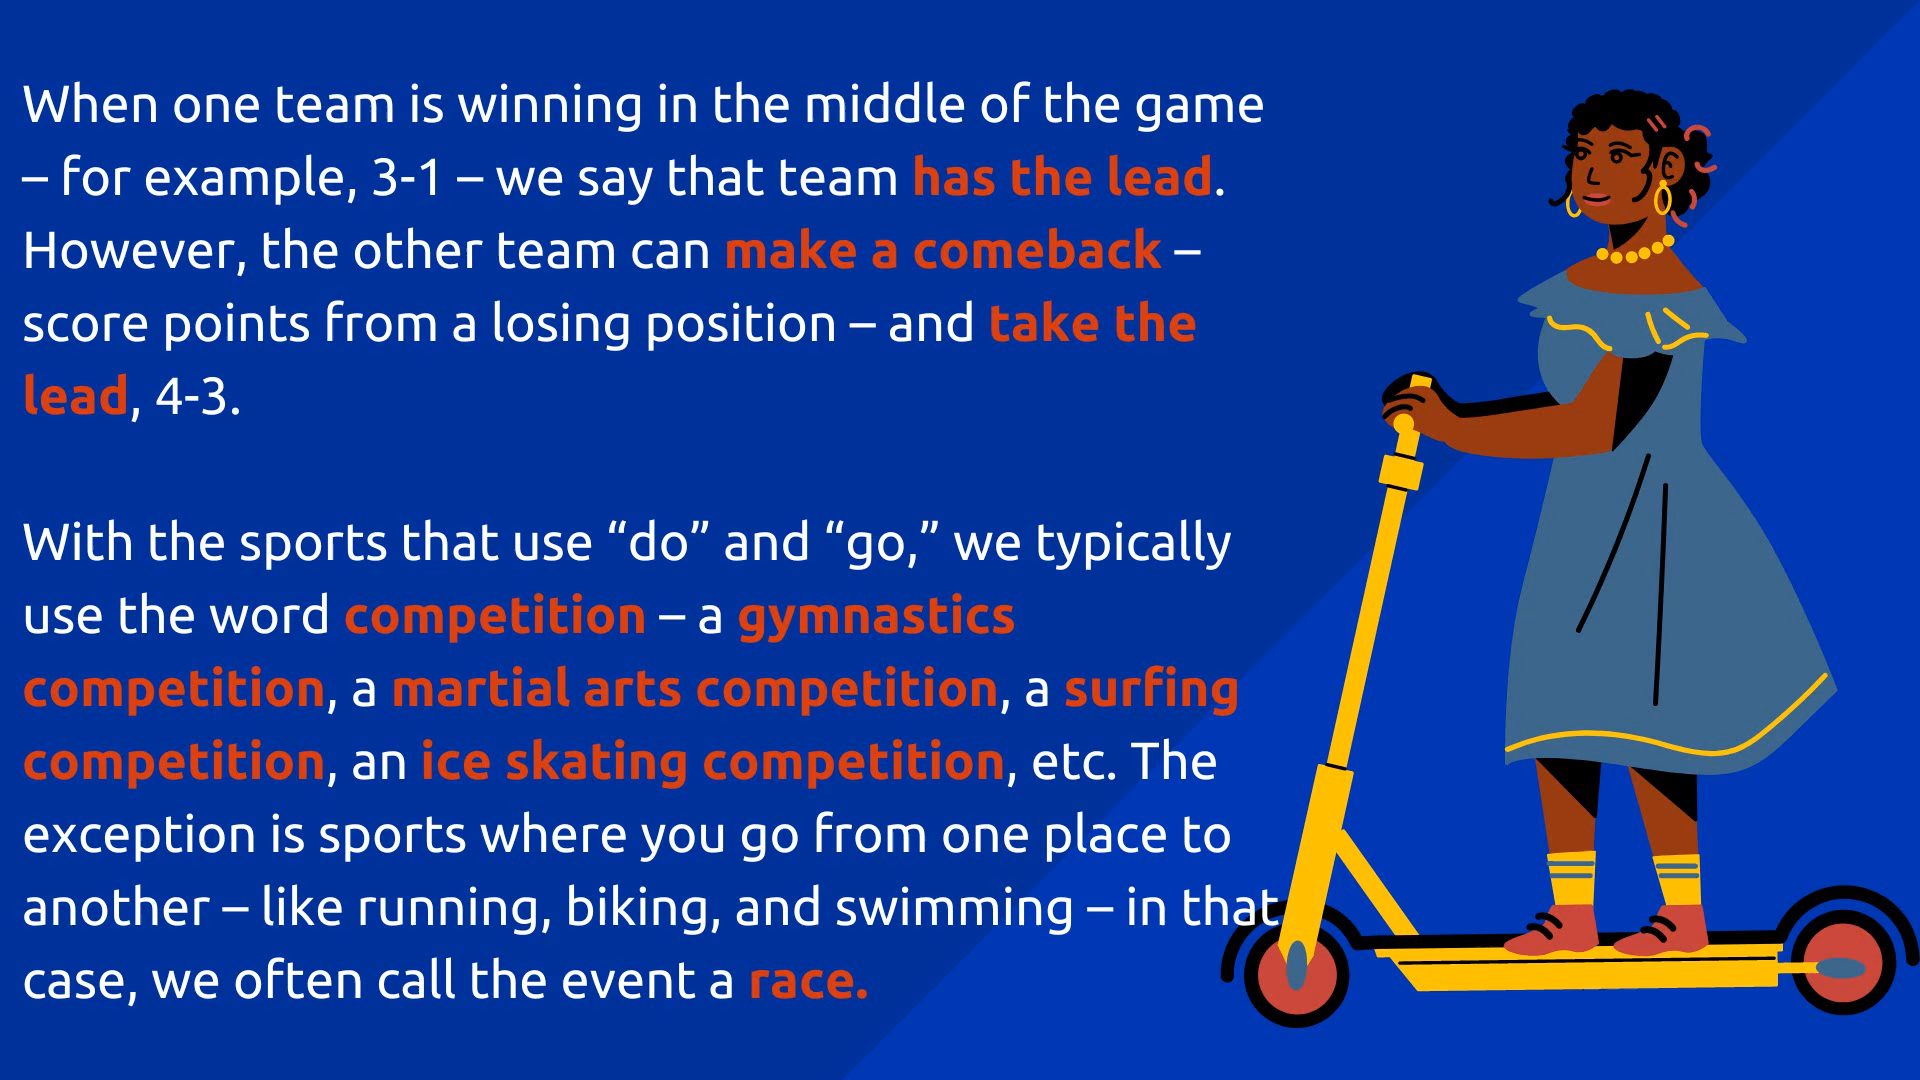 When one team is winning in the middle of the game
– for example, 3-1 – we say that team has the lead.
However, the other team can make a comeback –
score points from a losing position – and take the
lead, 4-3.
With the sports that use “do” and “go,” we typically
use the word competition – a gymnastics
competition, a martial arts competition, a surfing
competition, an ice skating competition, etc. The
exception is sports where you go from one place to
another – like running, biking, and swimming – in that
case, we often call the event a race.